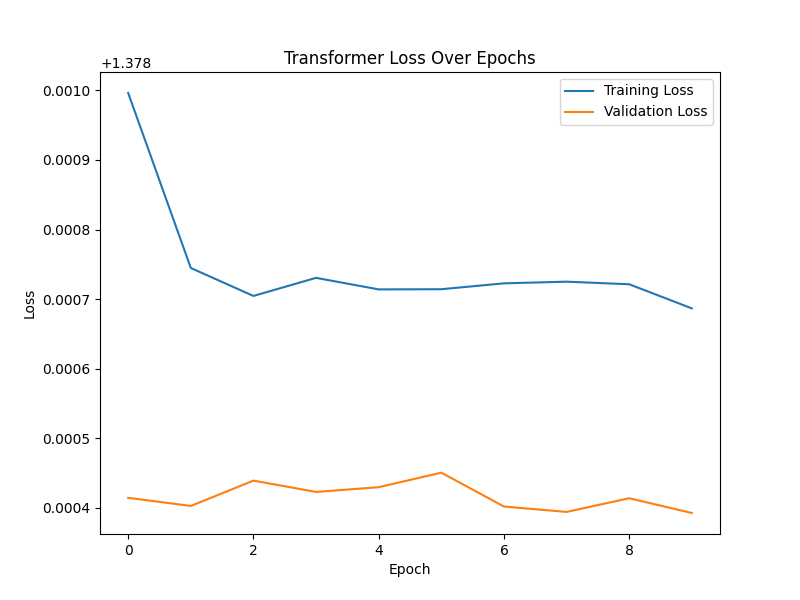 Transformer Loss Over Epochs
+1.378
Training Loss
Validation Loss
0.0010
0.0009
0.0008
0.0007
0.0006
0.0005
0.0004
Loss
0 2 4 6 8
Epoch